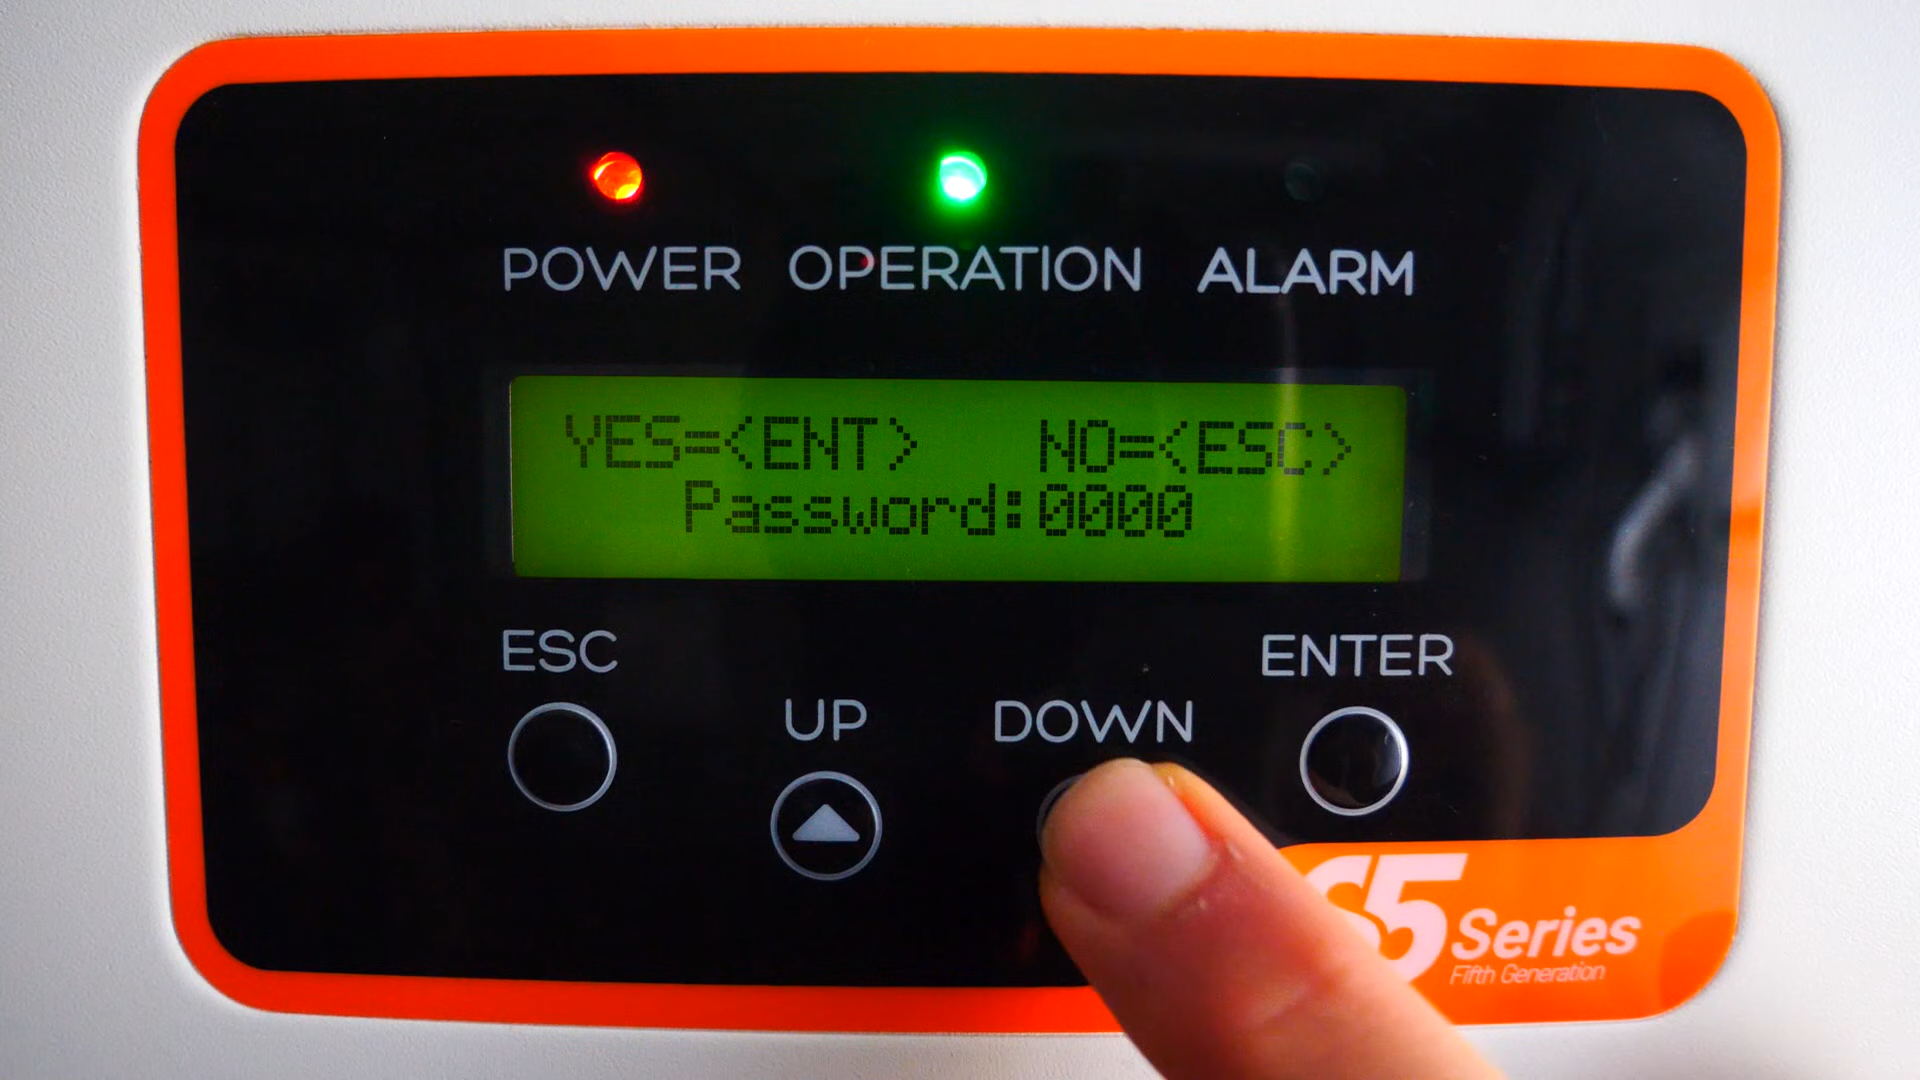 POWER OPERATION ALARM
YES=<ENT> NO=<ESC>
Password:0000
ESC
UP
DOWN
ENTER
S5 Series
Fifth Generation